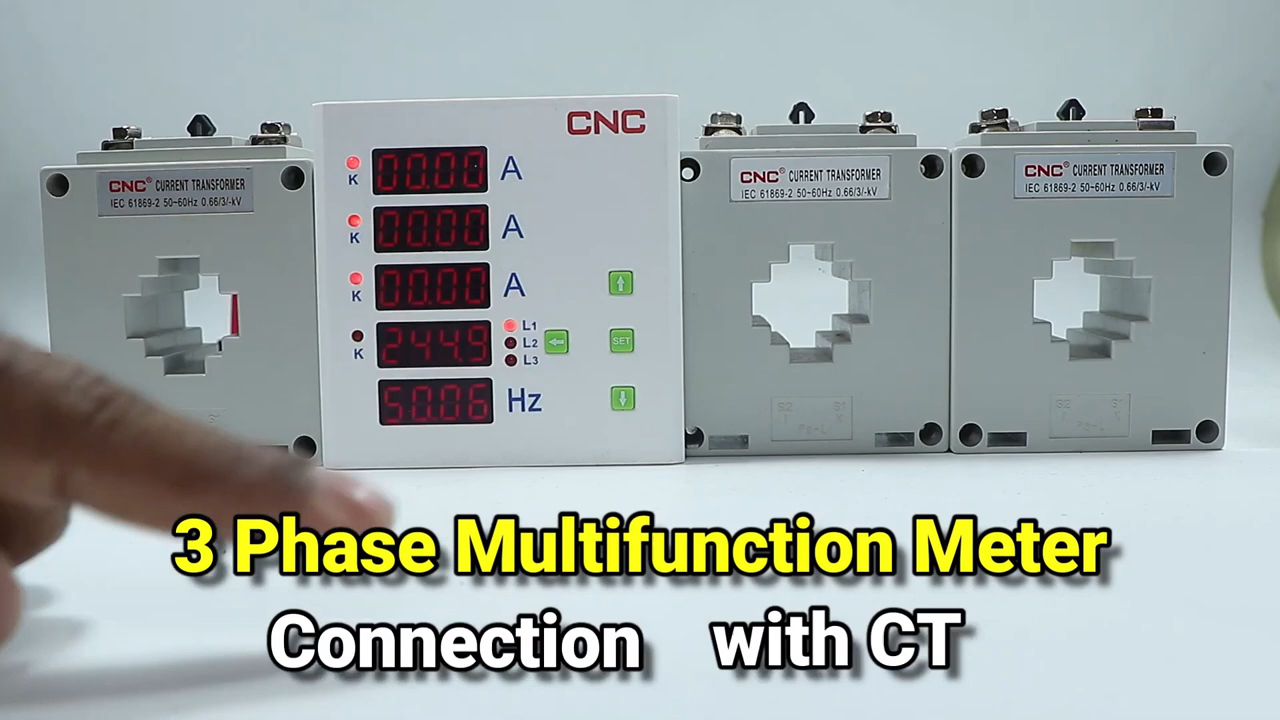 CNC® CURRENT TRANSFORMER
IEC 61869-2 50~60Hz 0.66/3/-kV
CNC
K 00.00 A
K 00.00 A
K 00.00 A
K 244.9 L1
L2
L3
SET
50.06 Hz
CNC® CURRENT TRANSFORMER
IEC 61869-2 50~60Hz 0.66/3/-kV
S2 S1
CNC® CURRENT TRANSFORMER
IEC 61869-2 50~60Hz 0.66/3/-kV
S2 S1
3 Phase Multifunction Meter
Connection with CT